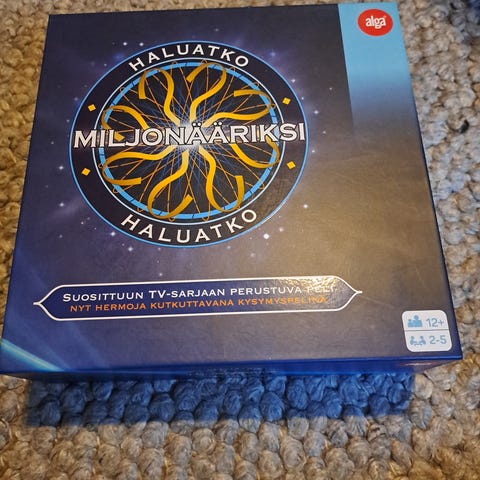 alga
HALUATKO
MILJONÄÄRIKSI
HALUATKO
SUOSITTUUN TV-SARJAAN PERUSTUVA PELI
NYT HERMOJA KUTKUTTAVANA KYSYMYSPELINÄ
12+
2-5